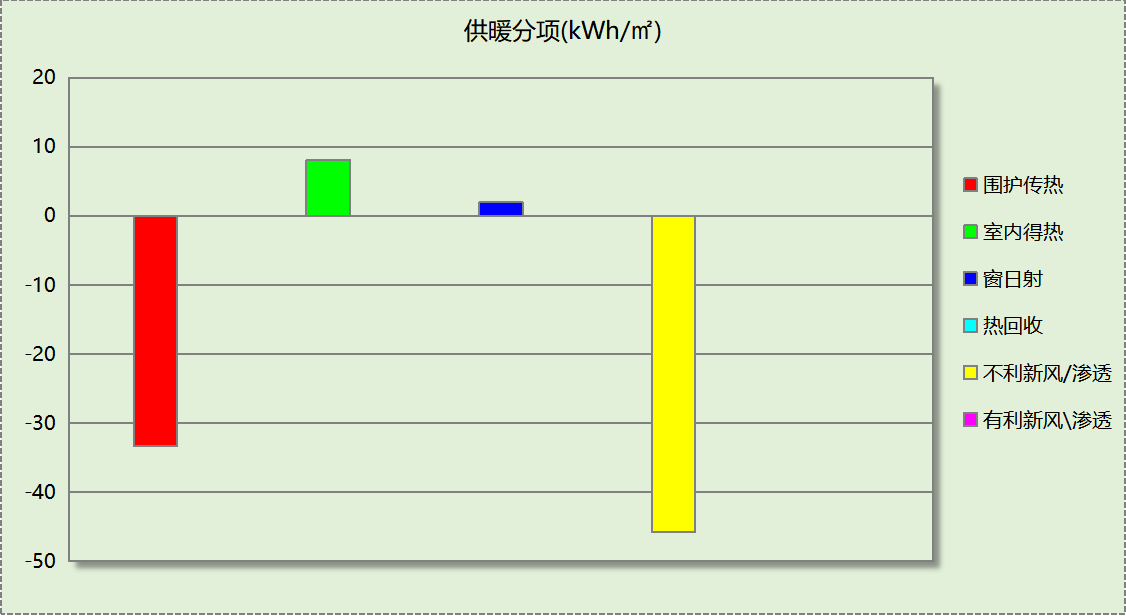 供暖分项(kWh/㎡)
20
10
0
-10
-20
-30
-40
-50
围护传热
室内得热
窗日射
热回收
不利新风/渗透
有利新风\渗透